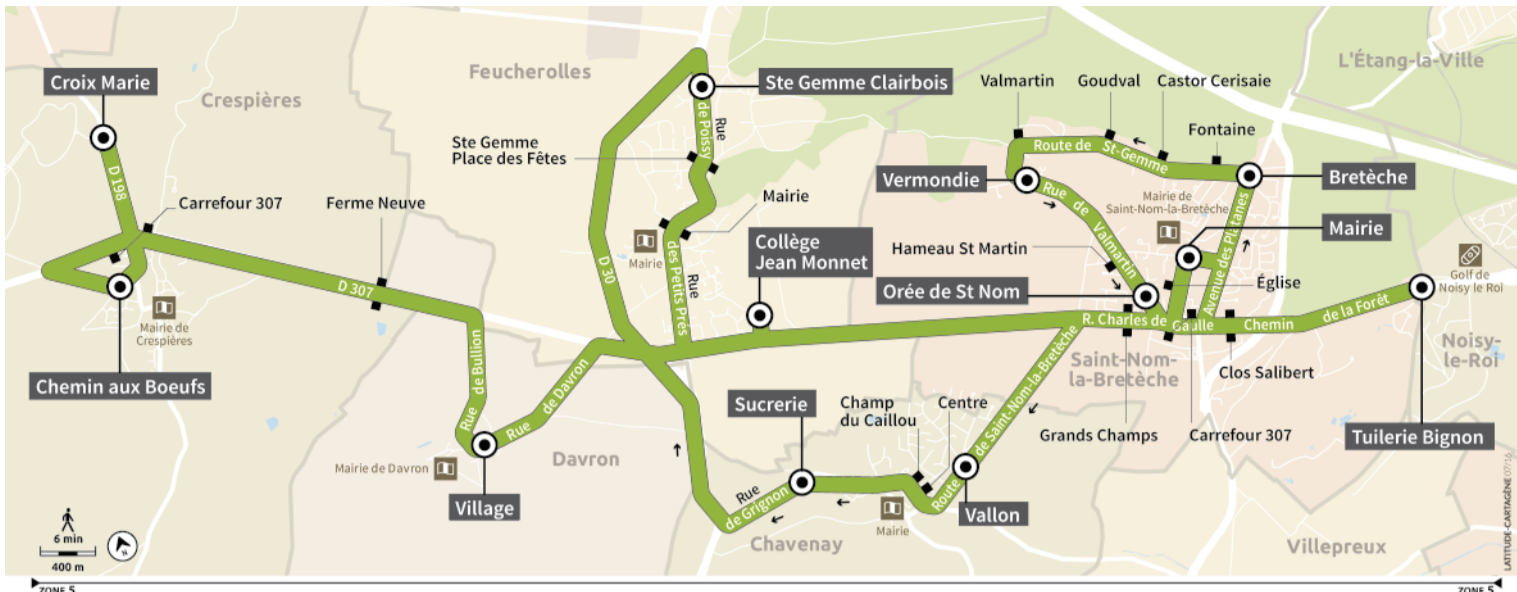 Croix Marie
Crespières
Feucherolles
Ste Gemme Clairbois
L'Étang-la-Ville
Valmartin
Goudval
Castor Cerisaie
Fontaine
Route de St-Gemme
Bretèche
Vermondie
Rue de Valmartin
Mairie de
Saint-Nom-la-Bretèche
Avenue des Platanes
Mairie
Ste Gemme
Place des Fêtes
Rue
de Poissy
Mairie
Mairie
Rue
des Petits Prés
D 198
Carrefour 307
Ferme Neuve
D 307
D 30
Collège
Jean Monnet
Hameau St Martin
Orée de St Nom
Église
Golf de
Noisy le Roi
R. Charles de Gaulle
Chemin de la Forêt
Mairie de
Crespières
Chemin aux Boeufs
Rue de Bullion
Rue de Davron
Saint-Nom-
la-Bretèche
Noisy-
le-Roi
Clos Salibert
Grands Champs
Carrefour 307
Tuilerie Bignon
Sucrerie
Champ
du Caillou
Centre
Route de Saint-Nom-la-Bretèche
Mairie de Davron
Davron
Village
Rue
de Grignon
Mairie
Vallon
Chavenay
Villepreux
6 min
400 m
N
LATITUDE-CARTAGÈNE 07/16
ZONE 5
ZONE 5